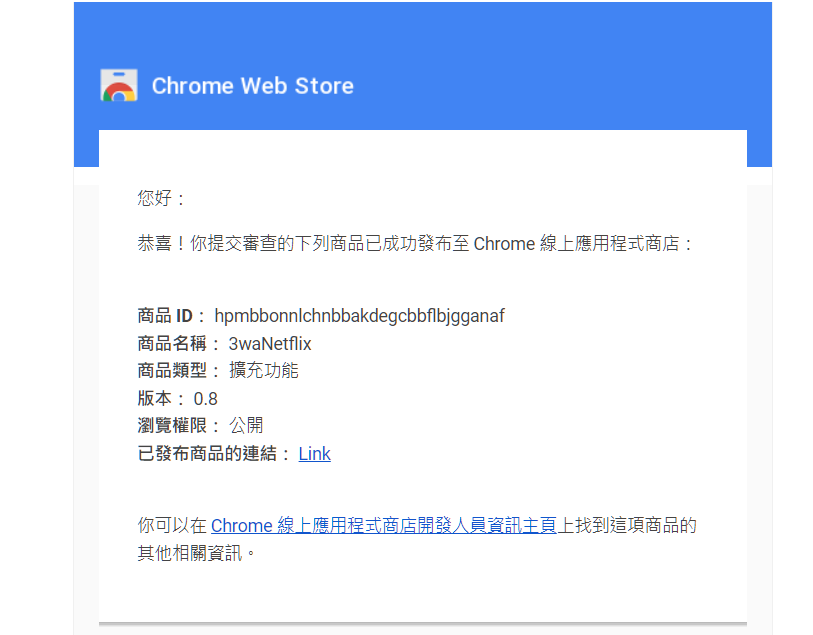 Chrome Web Store
您好：
恭喜！你提交審查的下列商品已成功發布至 Chrome 線上應用程式商店：
商品 ID： hpmbbonnlchnbbakdegcbbflbjgganaf
商品名稱： 3waNetflix
商品類型： 擴充功能
版本： 0.8
瀏覽權限： 公開
已發布商品的連結： Link
你可以在 Chrome 線上應用程式商店開發人員資訊主頁上找到這項商品的
其他相關資訊。